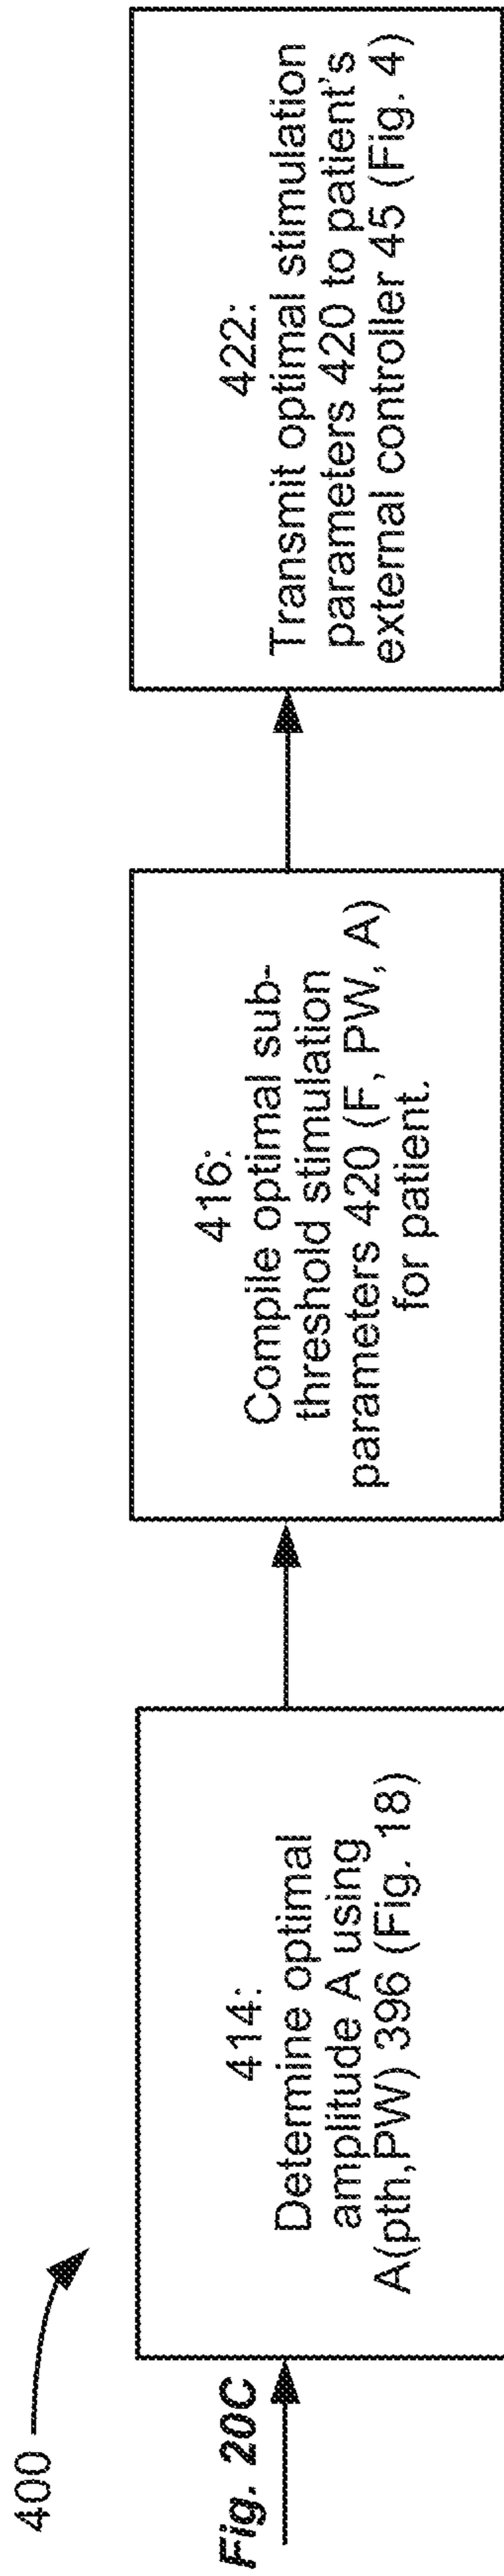 400
Fig. 20C
414:
Determine optimal
amplitude A using
A(pth,PW) 396 (Fig. 18)
416:
Compile optimal sub-
threshold stimulation
parameters 420 (F, PW, A)
for patient.
422:
Transmit optimal stimulation
parameters 420 to patient's
external controller 45 (Fig. 4)